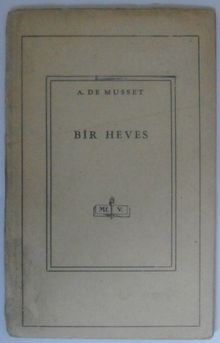 A. DE MUSSET
BİR HEVES
M. V.